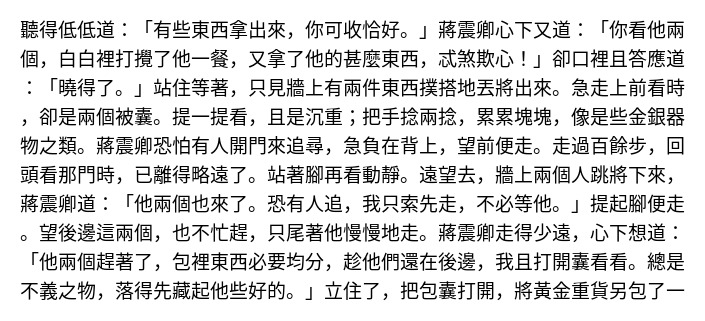 聽得低低道：「有些東西拿出來，你可收恰好。」蔣震卿心下又道：「你看他兩
個，白白裡打攪了他一餐，又拿了他的甚麼東西，忒煞欺心！」卻口裡且答應道
：「曉得了。」站住等著，只見牆上有兩件東西撲搭地丟將出來。急走上前看時
，卻是兩個被囊。提一提看，且是沉重；把手捻兩捻，累累塊塊，像是些金銀器
物之類。蔣震卿恐怕有人開門來追尋，急負在背上，望前便走。走過百餘步，回
頭看那門時，已離得略遠了。站著腳再看動靜。遠望去，牆上兩個人跳將下來，
蔣震卿道：「他兩個也來了。恐有人追，我只索先走，不必等他。」提起腳便走
。望後邊這兩個，也不忙趕，只尾著他慢慢地走。蔣震卿走得少遠，心下想道：
「他兩個趕著了，包裡東西必要均分，趁他們還在後邊，我且打開囊看看。總是
不義之物，落得先藏起他些好的。」立住了，把包囊打開，將黃金重貨另包了一